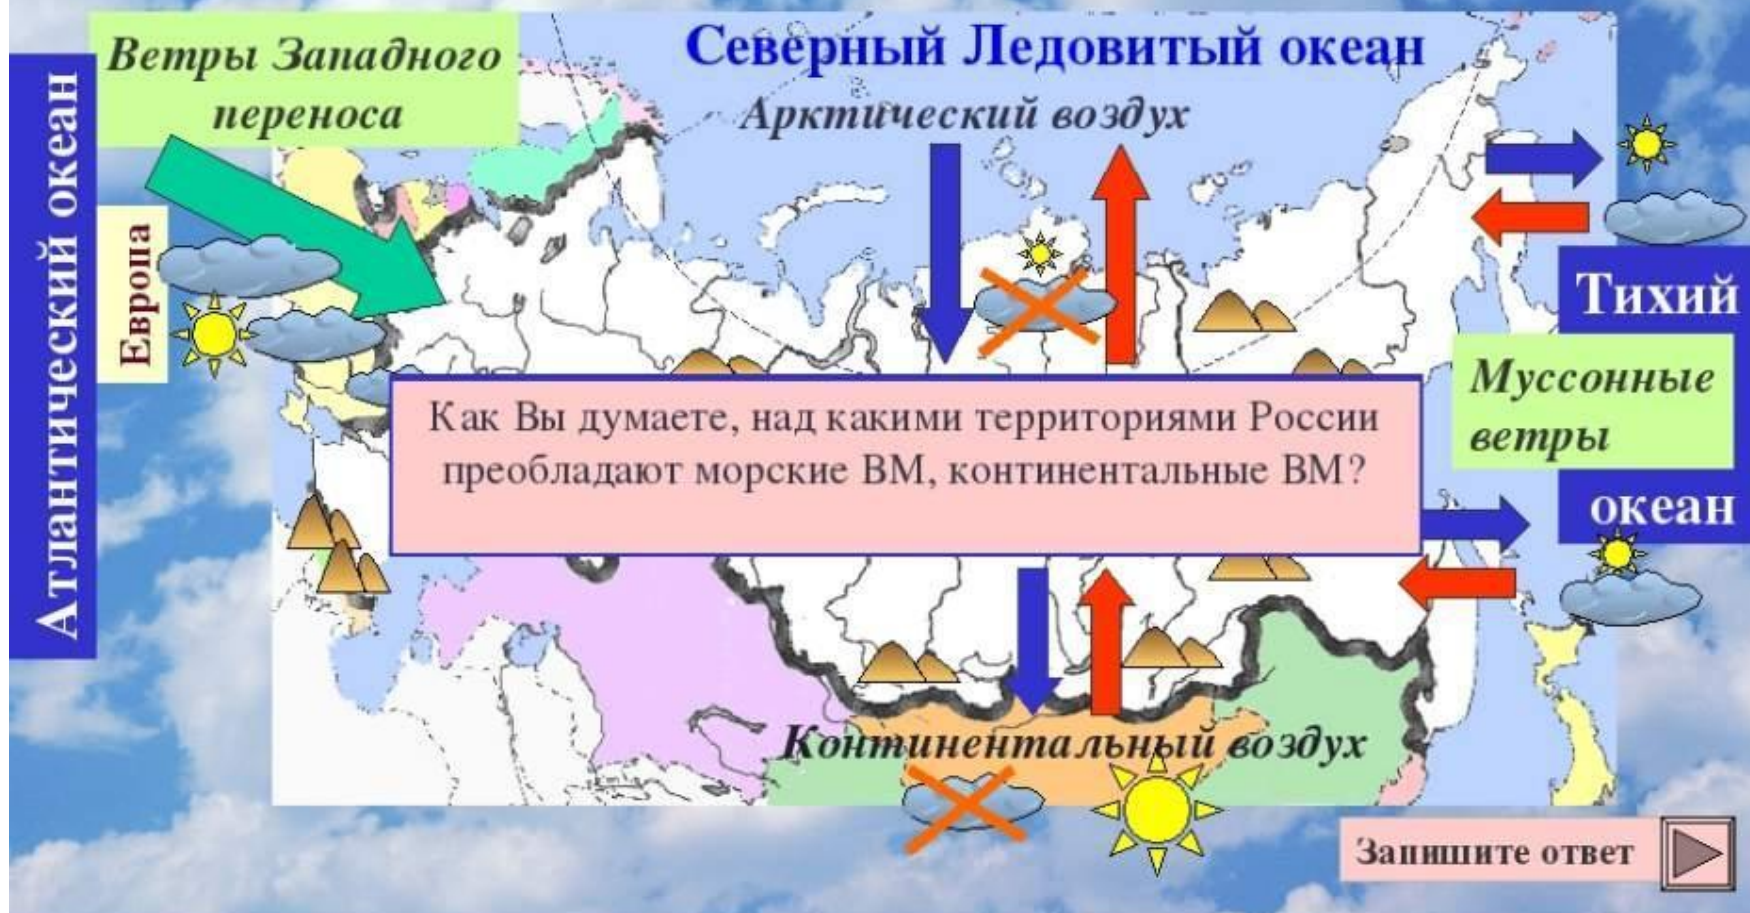 Ветры Западного
переноса
Северный Ледовитый океан
Арктический воздух
Атлантический океан
Европа
Тихий
океан
Муссонные
ветры
Как Вы думаете, над какими территориями России
преобладают морские ВМ, континентальные ВМ?
Континентальный воздух
Запишите ответ